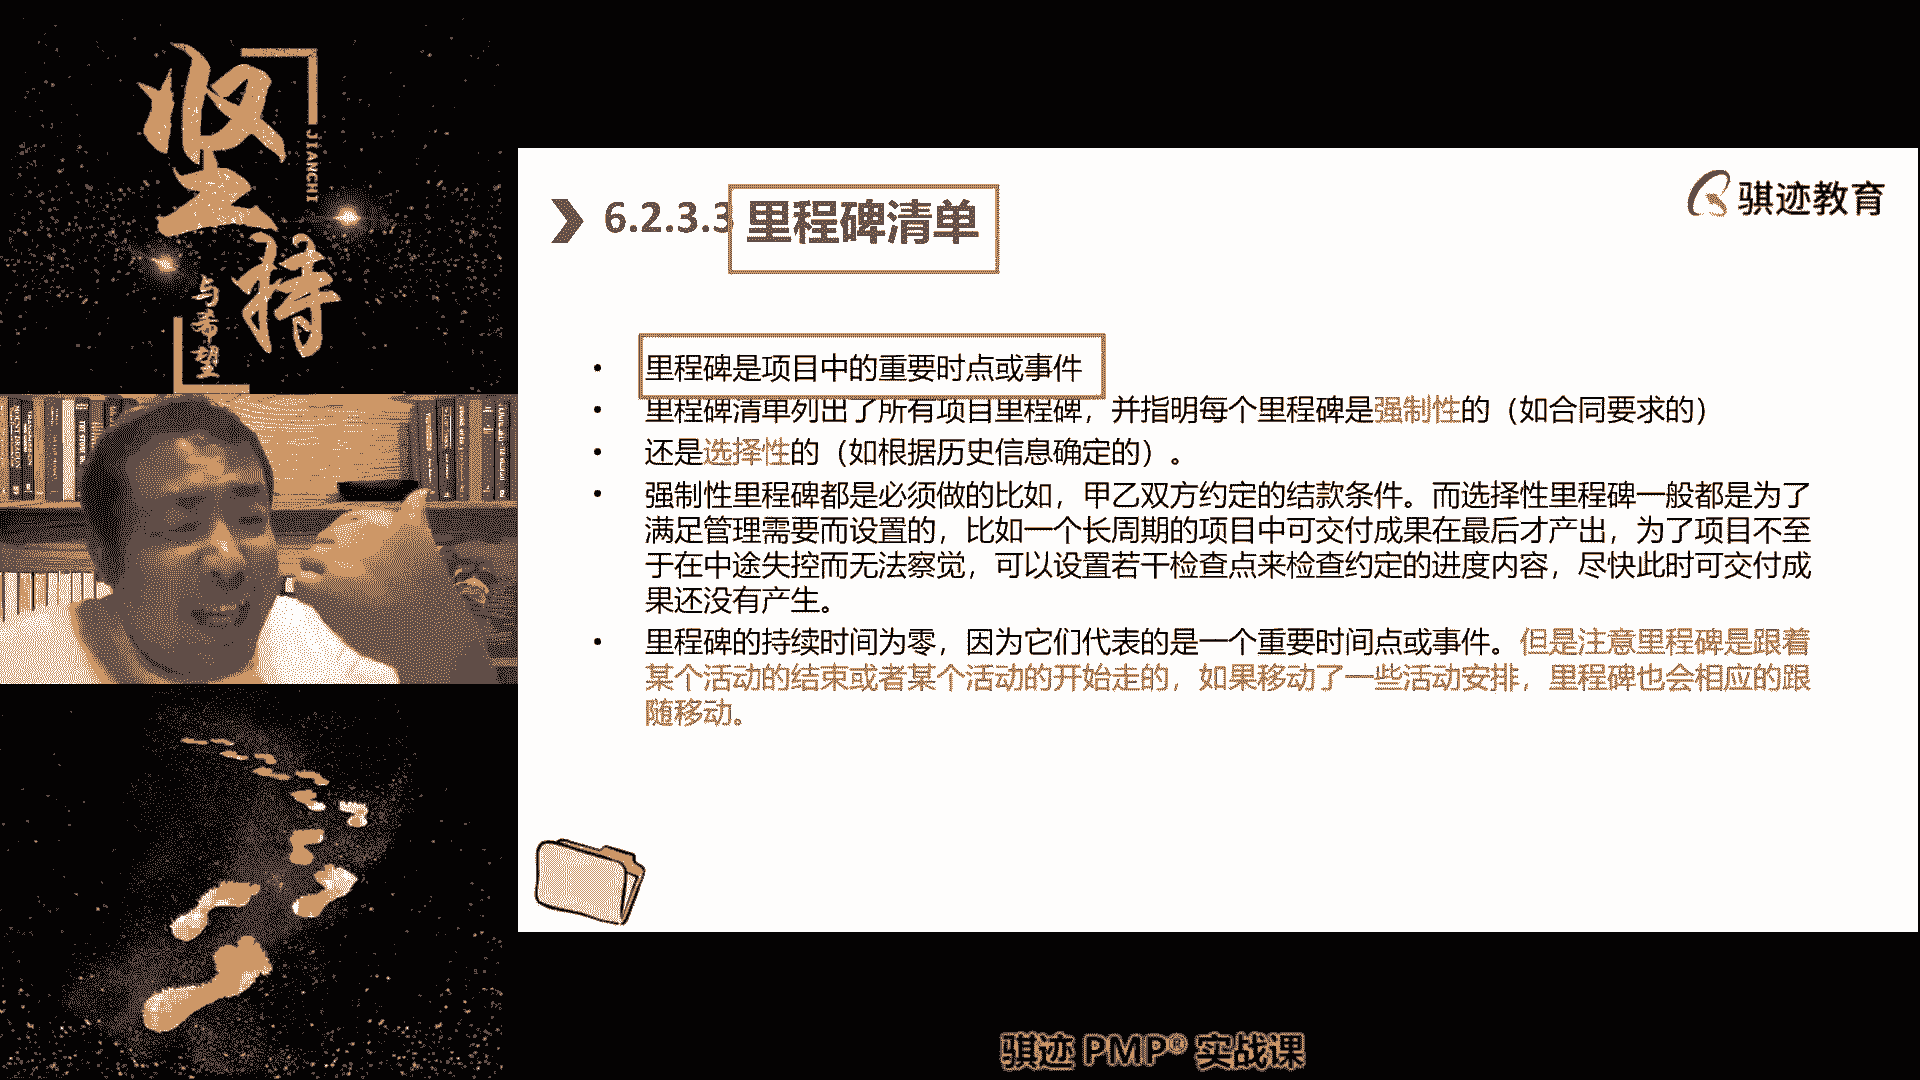 坚持
JIANCHI
与希望
骐迹教育
6.2.3.3 里程碑清单
• 里程碑是项目中的重要时点或事件
• 里程碑清单列出了所有项目里程碑，并指明每个里程碑是强制性的（如合同要求的）
• 还是选择性的（如根据历史信息确定的）。
• 强制性里程碑都是必须做的比如，甲乙双方约定的结款条件。而选择性里程碑一般都是为了
满足管理需要而设置的，比如一个长周期的项目中可交付成果在最后才产出，为了项目不至
于在中途失控而无法察觉，可以设置若干检查点来检查约定的进度内容，尽快此时可交付成
果还没有产生。
• 里程碑的持续时间为零，因为它们代表的是一个重要时间点或事件。但是注意里程碑是跟着
某个活动的结束或者某个活动的开始走的，如果移动了一些活动安排，里程碑也会相应的跟
随移动。
骐迹 PMP® 实战课